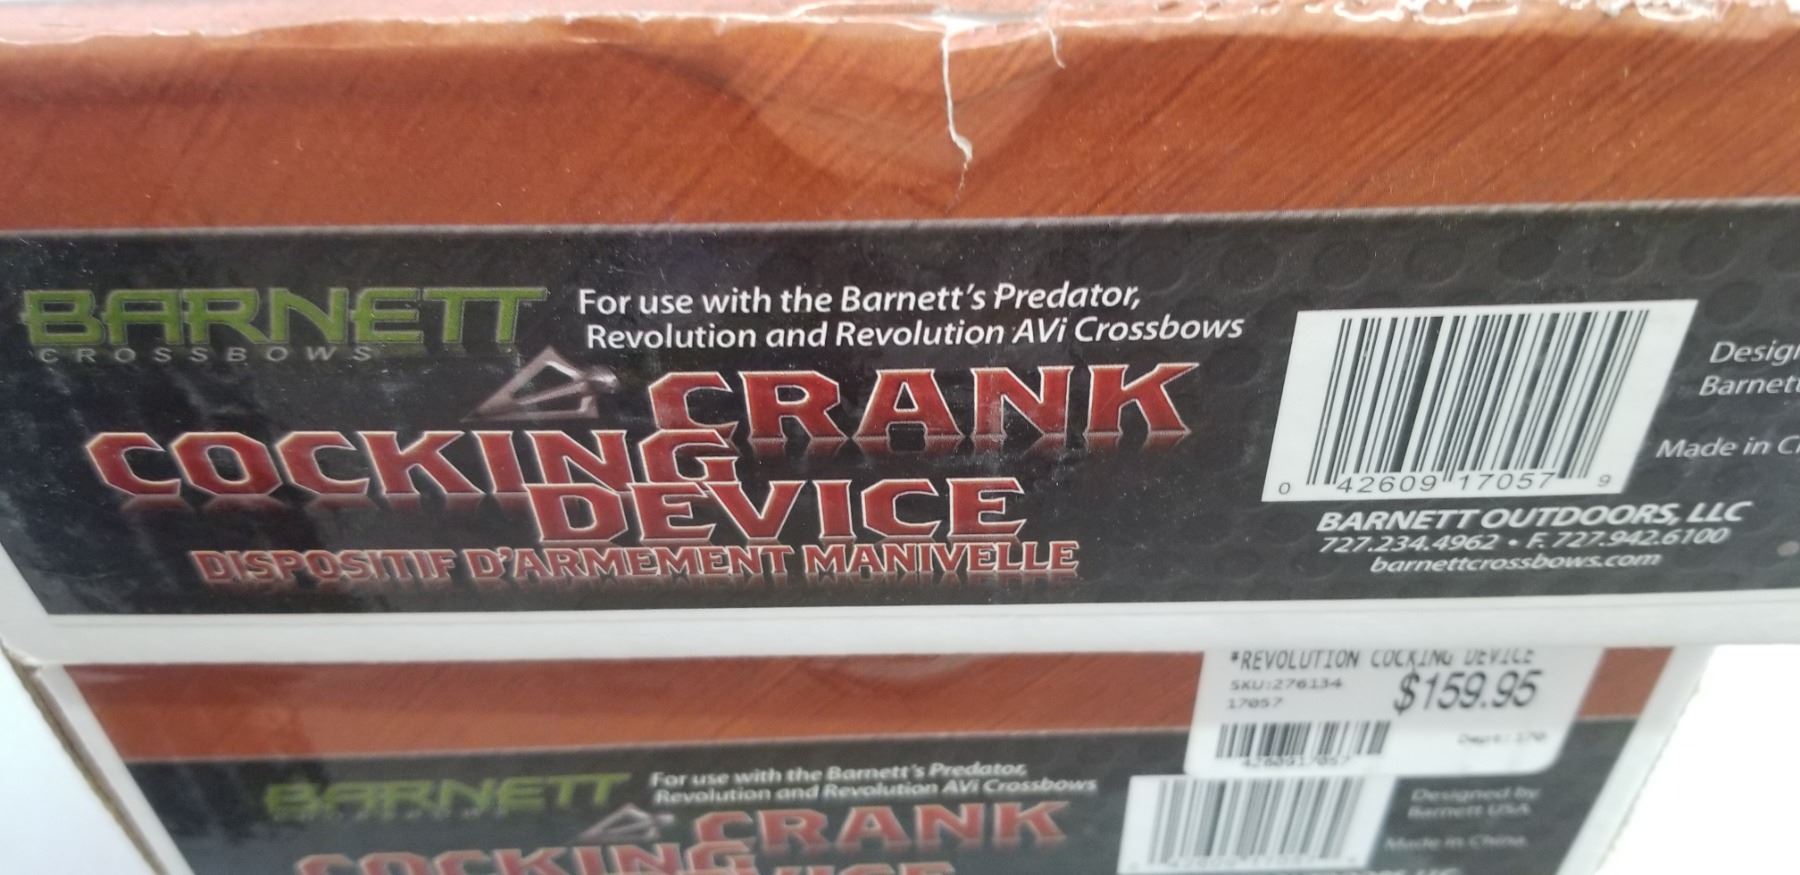 BARNETT
CROSSBOWS
For use with the Barnett's Predator,
Revolution and Revolution AVi Crossbows
CRANK
COCKING
DEVICE
DISPOSITIF D'ARMEMENT MANIVELLE
0 42609 17057 9
Made in
BARNETT OUTDOORS, LLC
727.234.4962 • F. 727.942.6100
barnettcrossbows.com
*REVOLUTION COCKING DEVICE
SKU:276134
$159.95
17057
BARNETT
For use with the Barnett's Predator,
Revolution and Revolution AVi Crossbows
CRANK
COCKING
Designed by
Barnett USA
Made in China